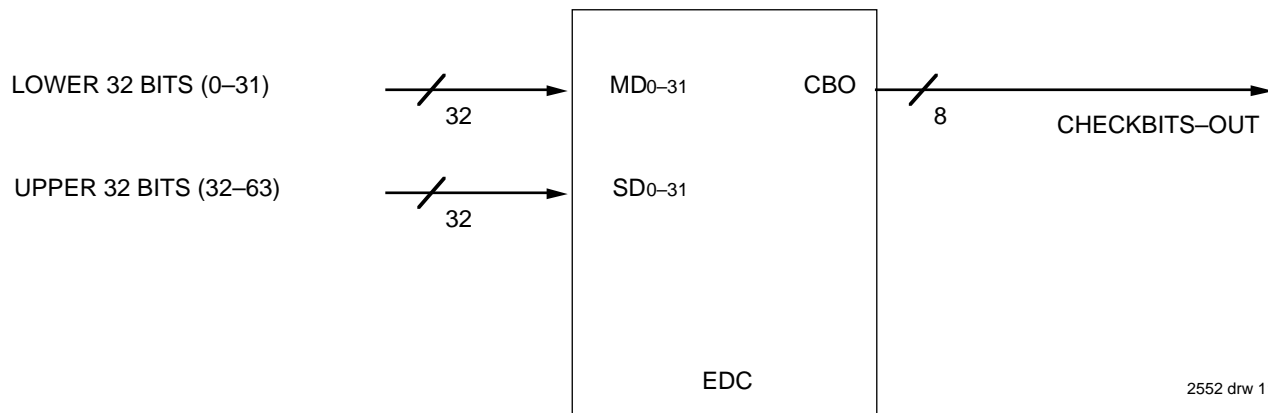 LOWER 32 BITS (0–31)
32
MD0–31
CBO
8
CHECKBITS–OUT
UPPER 32 BITS (32–63)
32
SD0–31
EDC
2552 drw 1